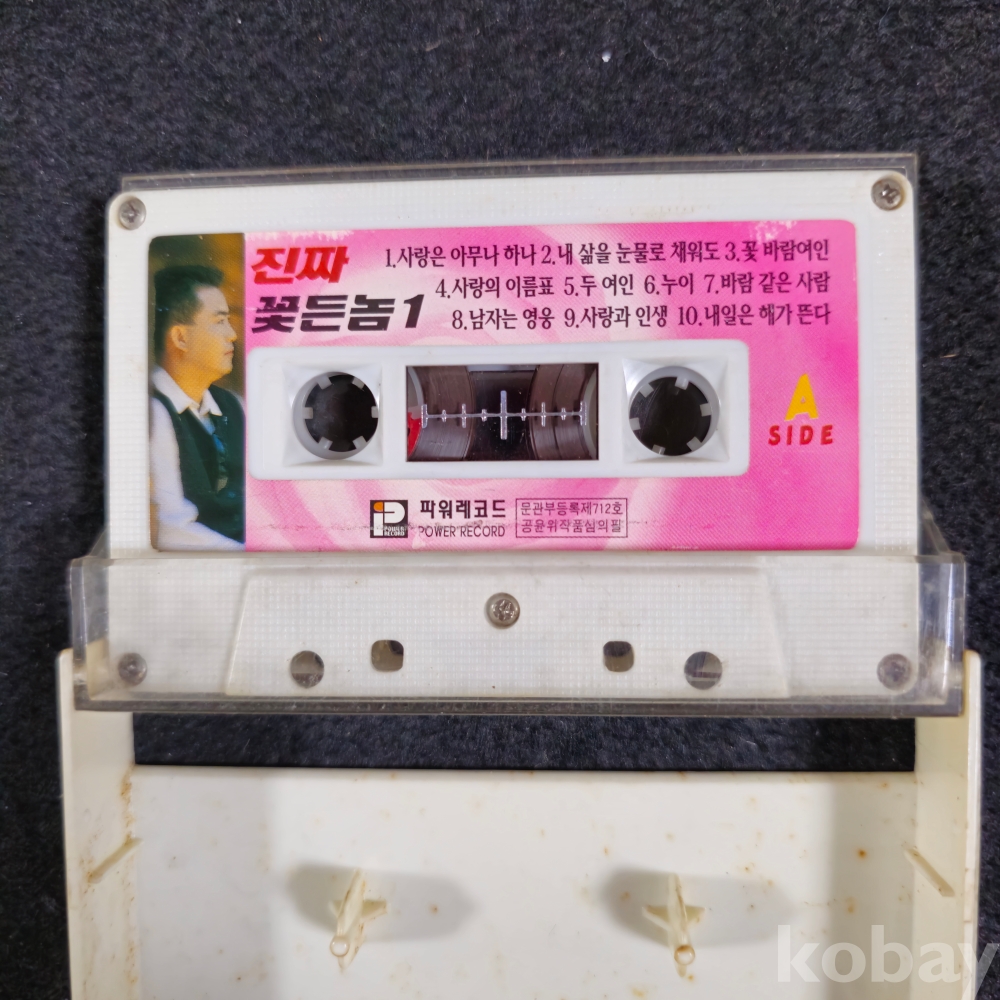 진짜
꽃든놈1
1.사랑은 아무나 하나 2.내 삶을 눈물로 채워도 3.꽃 바람여인
4.사랑의 이름표 5.두 여인 6.누이 7.바람 같은 사람
8.남자는 영웅 9.사랑과 인생 10.내일은 해가 뜬다
A
SIDE
POWER
RECORD
파워레코드
POWER RECORD
문관부등록제712호
공윤위작품심의필
kobay